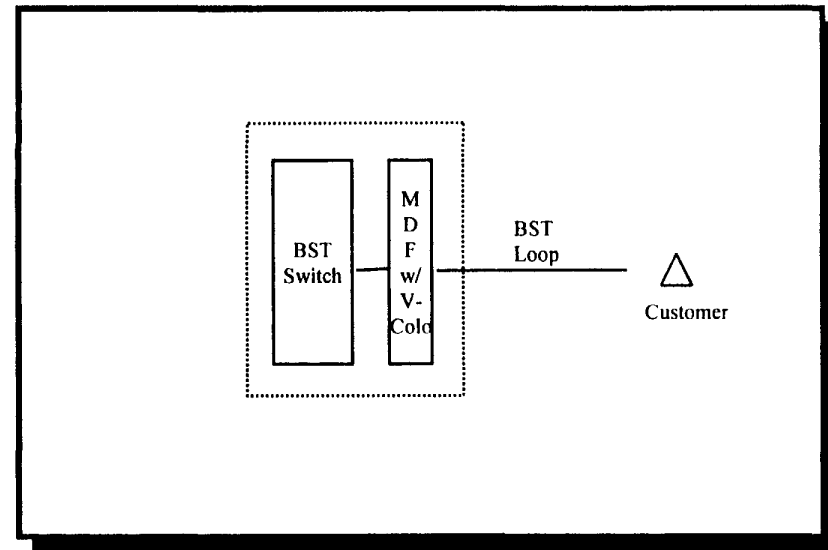 BST
Switch
M
D
F
w/
V-
Colo
BST
Loop
Customer